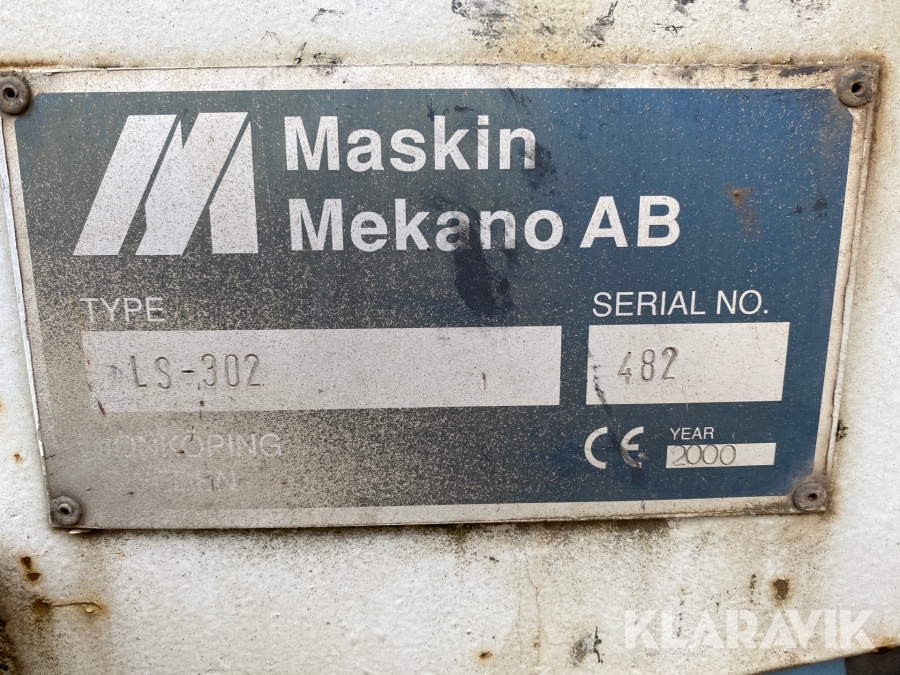 Maskin
Mekano AB
TYPE
SERIAL NO.
LS-302
482
CE
YEAR
2000
KLARAVIK